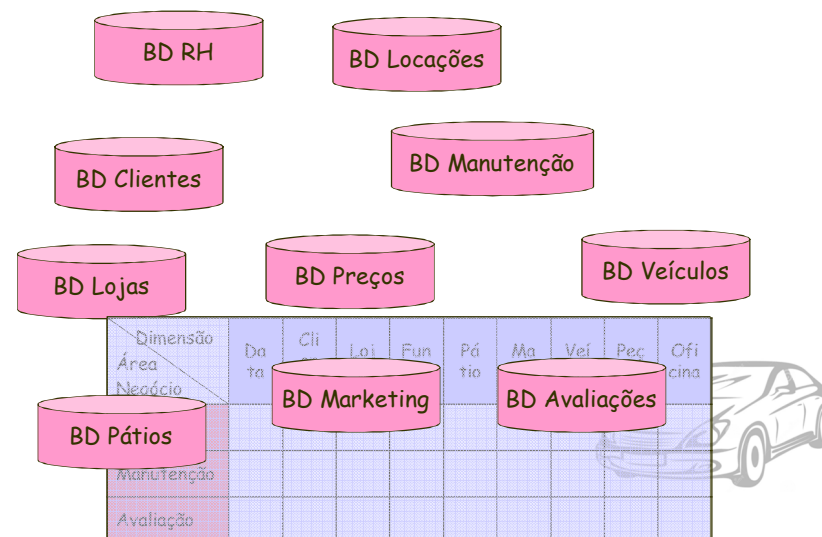 BD RH
BD Locações
BD Manutenção
BD Clientes
BD Preços
BD Veículos
BD Lojas
Dimensão
Área
Negócio
Da
ta
Cli
Loj
Fun
Pá
tio
Ma
Veí
Peç
Ofi
cina
BD Marketing
BD Avaliações
BD Pátios
Manutenção
Avaliação